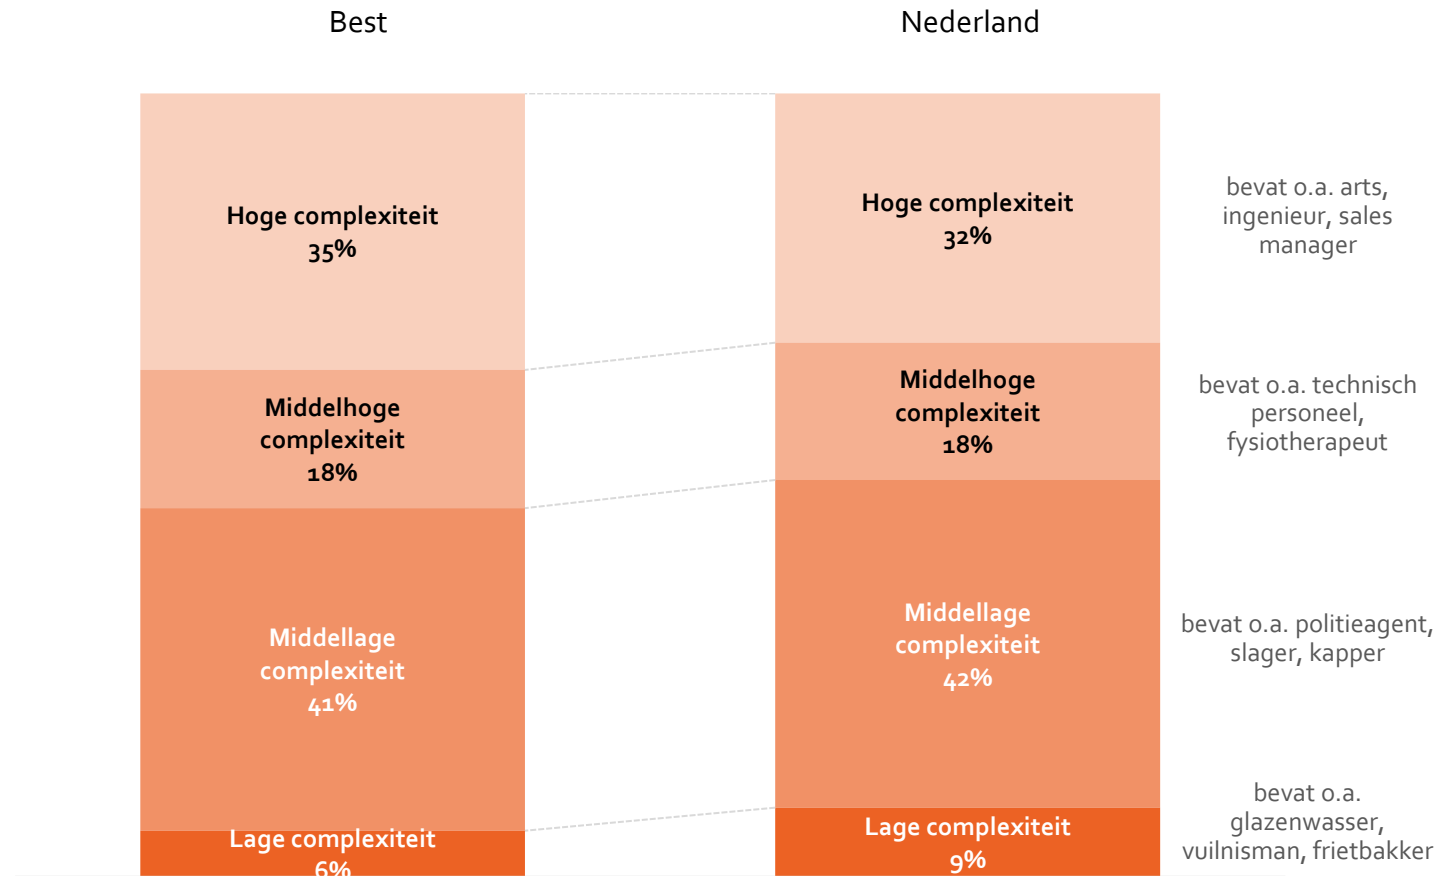 Best
Nederland
Hoge complexiteit
35%
Hoge complexiteit
32%
bevat o.a. arts,
ingenieur, sales
manager
Middelhoge
complexiteit
18%
Middelhoge
complexiteit
18%
bevat o.a. technisch
personeel,
fysiotherapeut
Middellage
complexiteit
41%
Middellage
complexiteit
42%
bevat o.a. politieagent,
slager, kapper
Lage complexiteit
6%
Lage complexiteit
9%
bevat o.a.
glazenwasser,
vuilnisman, frietbakker